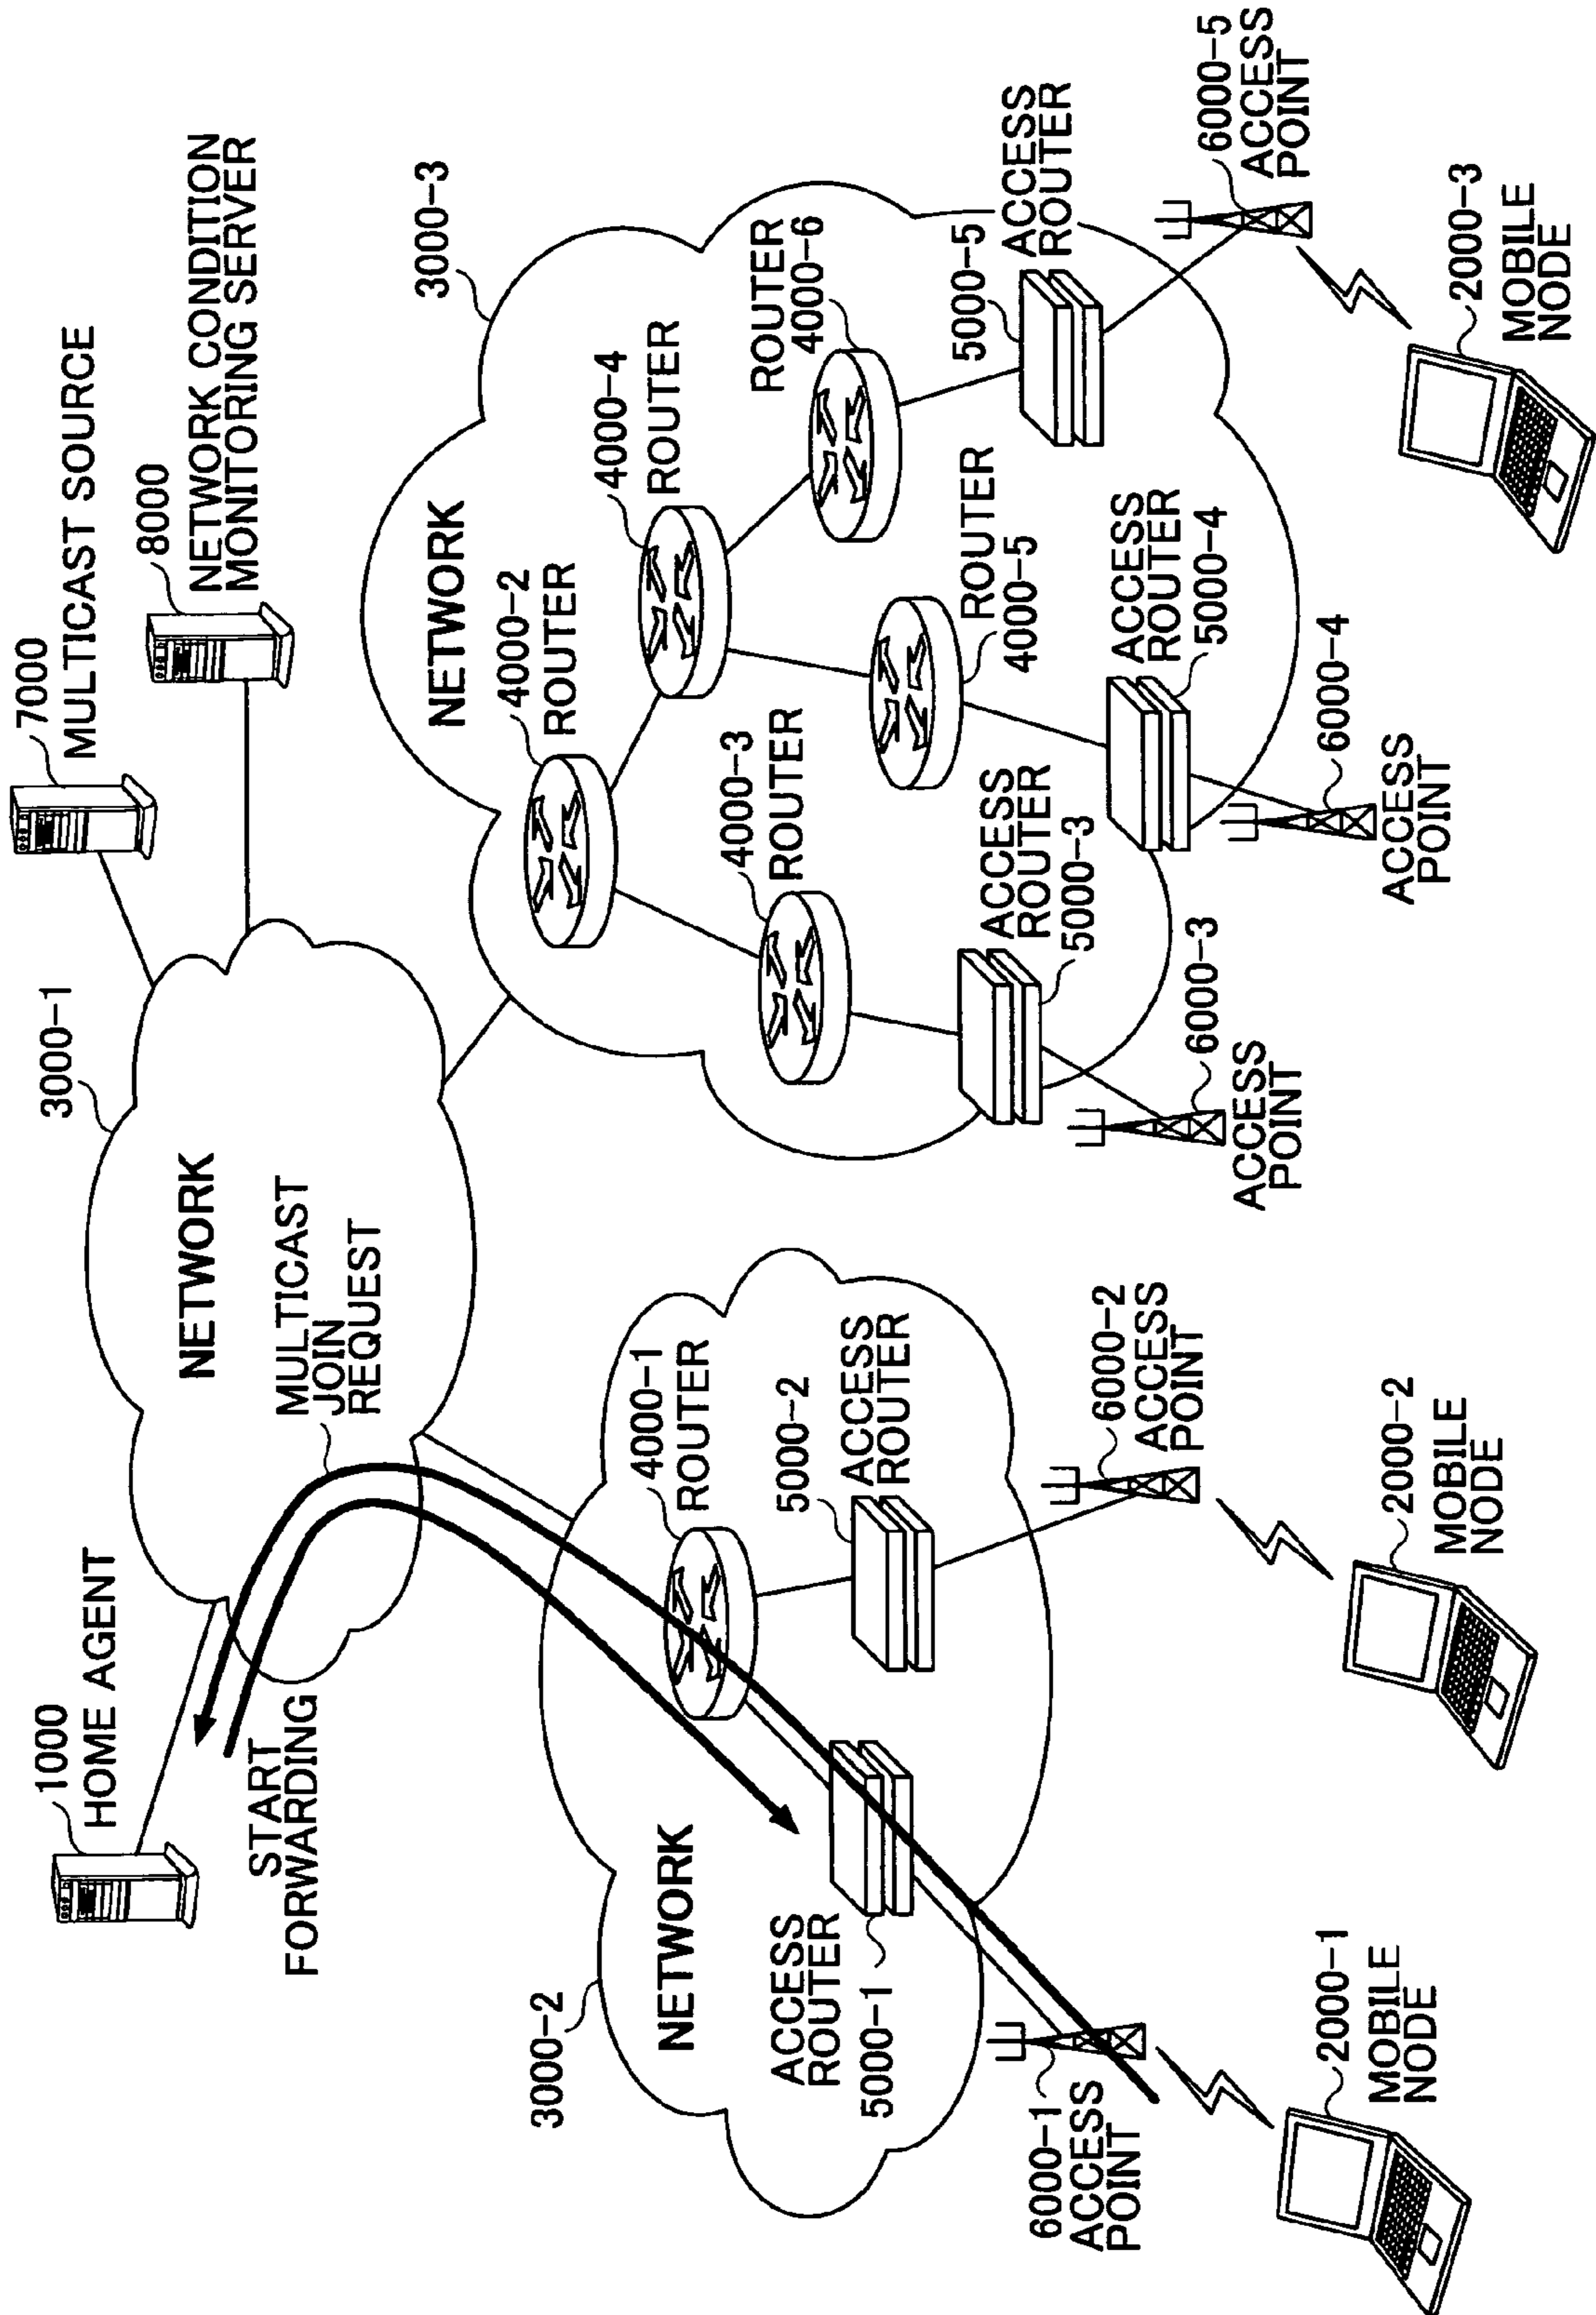 1000
HOME AGENT
START
FORWARDING
3000-1
NETWORK
MULTICAST
JOIN
REQUEST
7000
MULTICAST SOURCE
8000
NETWORK CONDITION
MONITORING SERVER
3000-2
NETWORK
4000-1
ROUTER
ACCESS
ROUTER
5000-1
5000-2
ACCESS
ROUTER
6000-1
ACCESS
POINT
6000-2
ACCESS
POINT
2000-1
MOBILE
NODE
2000-2
MOBILE
NODE
3000-3
NETWORK
4000-2
ROUTER
4000-4
ROUTER
4000-3
ROUTER
ROUTER
4000-6
ROUTER
4000-5
ACCESS
ROUTER
5000-3
ACCESS
ROUTER
5000-4
5000-5
ACCESS
ROUTER
6000-3
ACCESS
POINT
6000-4
ACCESS
POINT
6000-5
ACCESS
POINT
2000-3
MOBILE
NODE